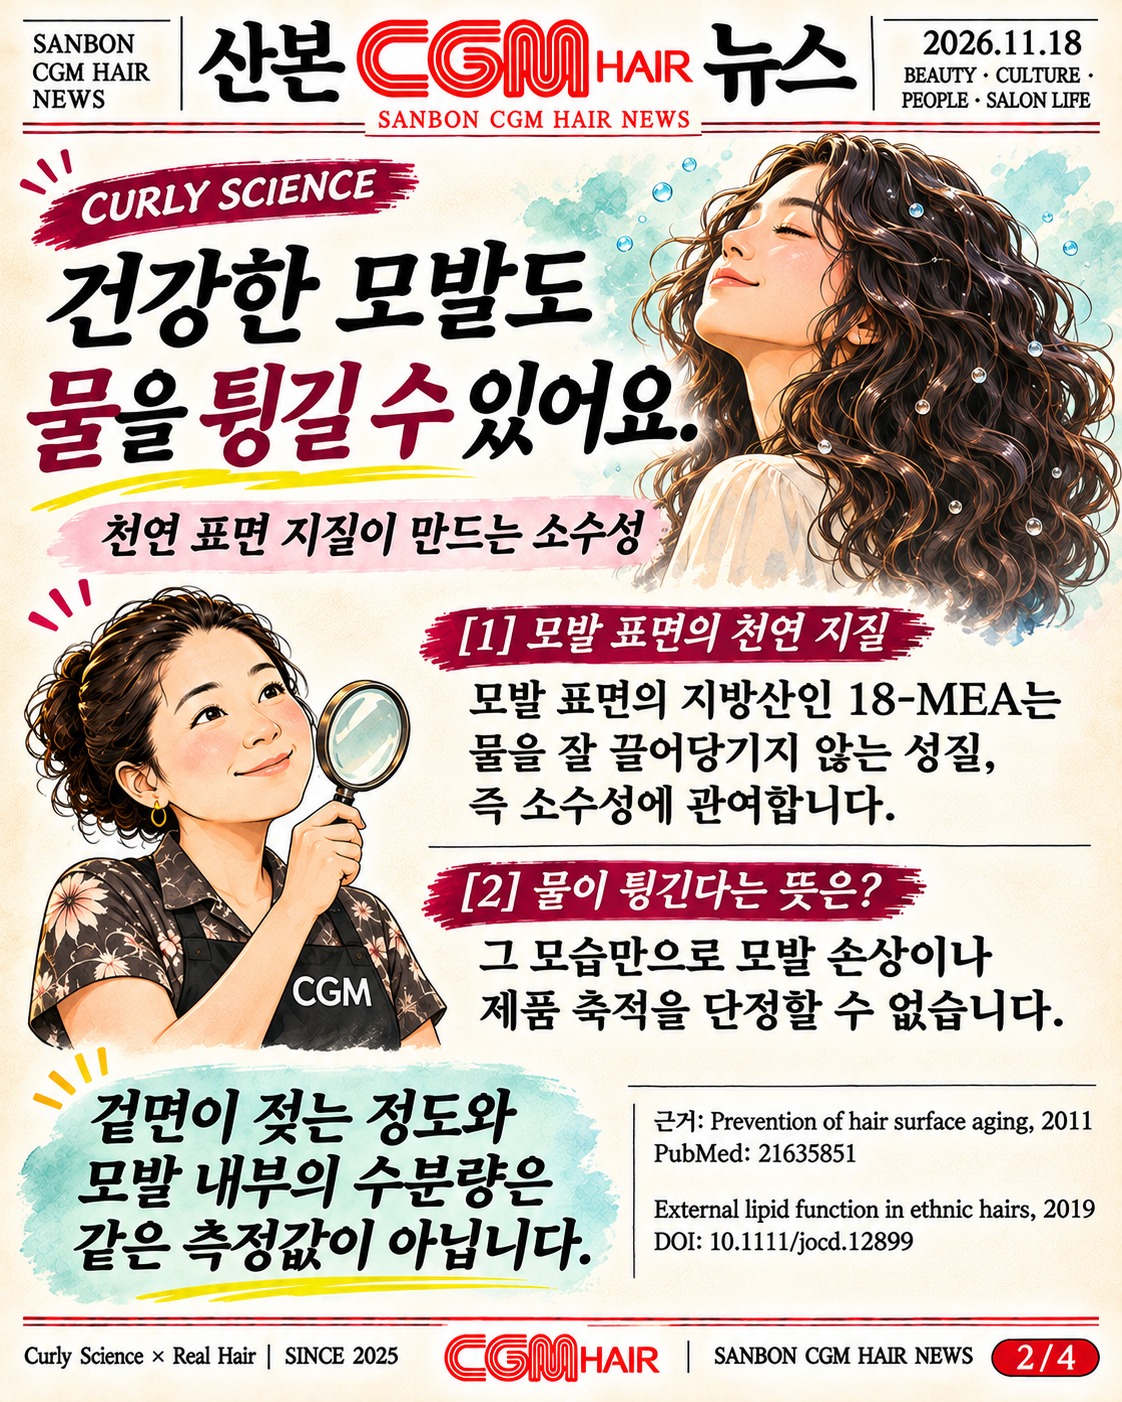 SANBON
CGM HAIR
NEWS
산본 CGM HAIR 뉴스
SANBON CGM HAIR NEWS
2026.11.18
BEAUTY · CULTURE ·
PEOPLE · SALON LIFE
CURLY SCIENCE
건강한 모발도
물을 튕길 수 있어요.
천연 표면 지질이 만드는 소수성
[1] 모발 표면의 천연 지질
모발 표면의 지방산인 18-MEA는
물을 잘 끌어당기지 않는 성질,
즉 소수성에 관여합니다.
[2] 물이 튕긴다는 뜻은?
그 모습만으로 모발 손상이나
제품 축적을 단정할 수 없습니다.
CGM
겉면이 젖는 정도와
모발 내부의 수분량은
같은 측정값이 아닙니다.
근거: Prevention of hair surface aging, 2011
PubMed: 21635851
External lipid function in ethnic hairs, 2019
DOI: 10.1111/jocd.12899
Curly Science × Real Hair | SINCE 2025
CGM HAIR
SANBON CGM HAIR NEWS
2/4